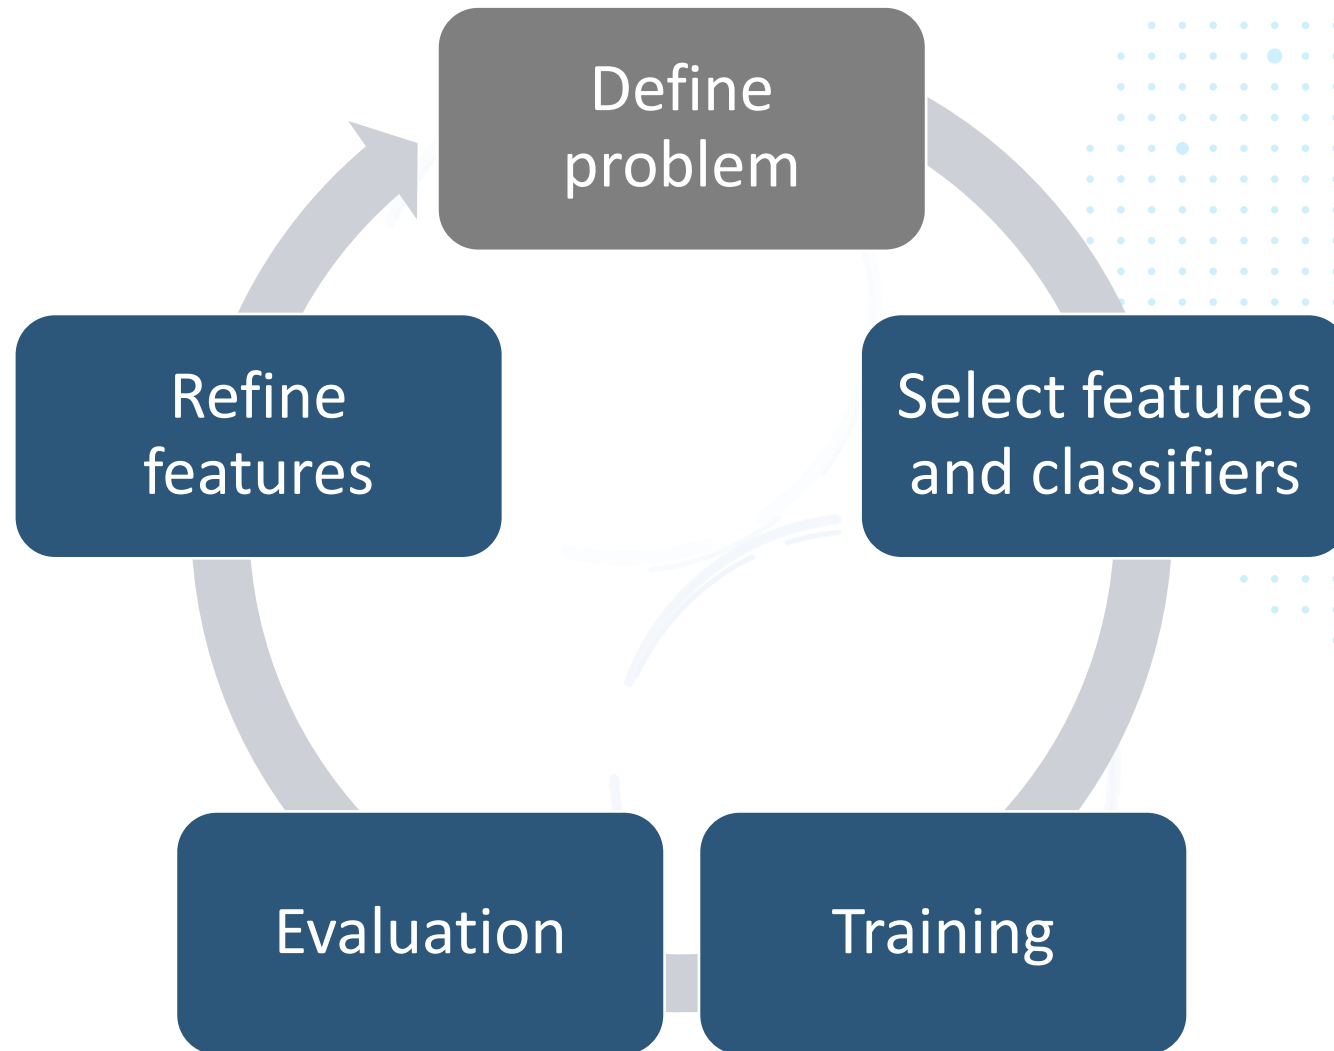 Define
problem
Select features
and classifiers
Training
Evaluation
Refine
features